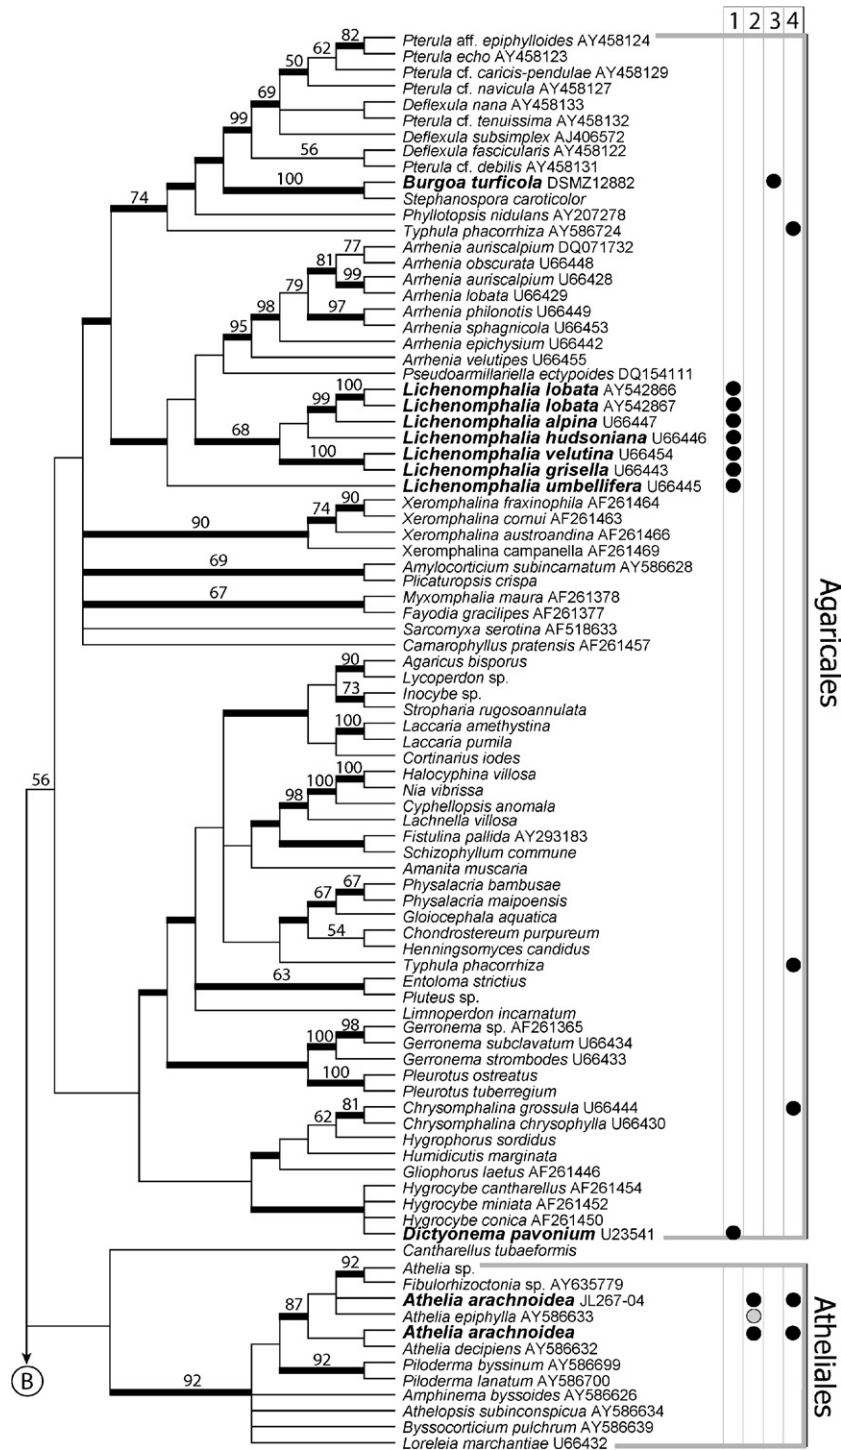 1 2 3 4
82
Pterula aff. epiphylloides AY458124
62
Pterula echo AY458123
50
Pterula cf. caricis-pendulae AY458129
69
Pterula cf. navicula AY458127
Deflexula nana AY458133
99
Pterula cf. tenuissima AY458132
Deflexula subsimplex AJ406572
56
Deflexula fascicularis AY458122
Pterula cf. debilis AY458131
100
Burgoa turficola DSMZ12882
74
Stephanospora caroticolor
Phyllotopsis nidulans AY207278
Typhula phacorrhiza AY586724
77
Arrhenia auriscalpium DQ071732
81
Arrhenia obscurata U66448
79
99
Arrhenia auriscalpium U66428
Arrhenia lobata U66429
98
97
Arrhenia philonotis U66449
95
Arrhenia sphagnicola U66453
Arrhenia epichysium U66442
Arrhenia velutipes U66455
Pseudoarmillariella ectypoides DQ154111
100
Lichenomphalia lobata AY542866
99
Lichenomphalia lobata AY542867
Lichenomphalia alpina U66447
68
Lichenomphalia hudsoniana U66446
100
Lichenomphalia velutina U66454
Lichenomphalia grisella U66443
Lichenomphalia umbellifera U66445
90
Xeromphalina fraxinophila AF261464
74
Xeromphalina cornui AF261463
90
Xeromphalina austroandina AF261466
Xeromphalina campanella AF261469
69
Amylocorticium subincarnatum AY586628
Plicaturopsis crispa
67
Myxomphalia maura AF261378
Fayodia gracilipes AF261377
Sarcomyxa serotina AF518633
Camarophyllus pratensis AF261457
Agaricales
90
Agaricus bisporus
Lycoperdon sp.
73
Inocybe sp.
Stropharia rugosoannulata
100
Laccaria amethystina
Laccaria pumila
Cortinarius iodes
100
Halocyphina villosa
56
100
Nia vibrissa
98
Cyphellopsis anomala
Lachnella villosa
Fistulina pallida AY293183
Schizophyllum commune
Amanita muscaria
67
Physalacria bambusae
67
Physalacria maipoensis
Gloiocephala aquatica
54
Chondrostereum purpureum
Henningsomyces candidus
Typhula phacorrhiza
63
Entoloma strictius
Pluteus sp.
Limnoperdon incarnatum
98
Gerronema sp. AF261365
100
Gerronema subclavatum U66434
Gerronema strombodes U66433
100
Pleurotus ostreatus
Pleurotus tuberregium
81
Chrysomphalina grossula U66444
62
Chrysomphalina chrysophylla U66430
Hygrophorus sordidus
Humidicutis marginata
Gliophorus laetus AF261446
Hygrocybe cantharellus AF261454
Hygrocybe miniata AF261452
Hygrocybe conica AF261450
Dictyonema pavonium U23541
Cantharellus tubaeformis
92
Athelia sp.
Fibulorhizoctonia sp. AY635779
87
Athelia arachnoidea JL267-04
Athelia epiphylla AY586633
Athelia arachnoidea
Athelia decipiens AY586632
92
Piloderma byssinum AY586699
92
Piloderma lanatum AY586700
Amphinema byssoides AY586626
Athelopsis subinconspicua AY586634
Byssocorticium pulchrum AY586639
Loreleia marchantiae U66432
Atheliales
B